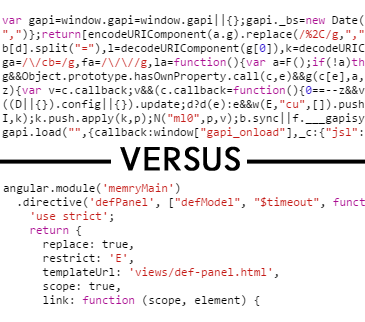 var gapi=window.gapi=window.gapi||{};gapi._bs=new Date(
",")};return[encodeURIComponent(a.g).replace(/%2C/g,","
b[d].split("="),l=decodeURIComponent(g[0]),k=decodeURIC
ga=/\/cb=/g,fa=/\/\//g,la=function(){var a=F();if(!a)th
g&&Object.prototype.hasOwnProperty.call(c,e)&&g(c[e],a,
z){var v=c.callback;v&&(c.callback=function(){0==--z&&v
((D||{}).config||{}).update;d?d(e):e&&w(E,"cu",[]).push
I,k);k.push.apply(k,p);N("ml0",p,v);b.sync||f.___gapisy
gapi.load("",{callback:window["gapi_onload"],_c:{"jsl":
VERSUS
angular.module('memryMain')
.directive('defPanel', ["defModel", "$timeout", funct
'use strict';
return {
replace: true,
restrict: 'E',
templateUrl: 'views/def-panel.html',
scope: true,
link: function (scope, element) {